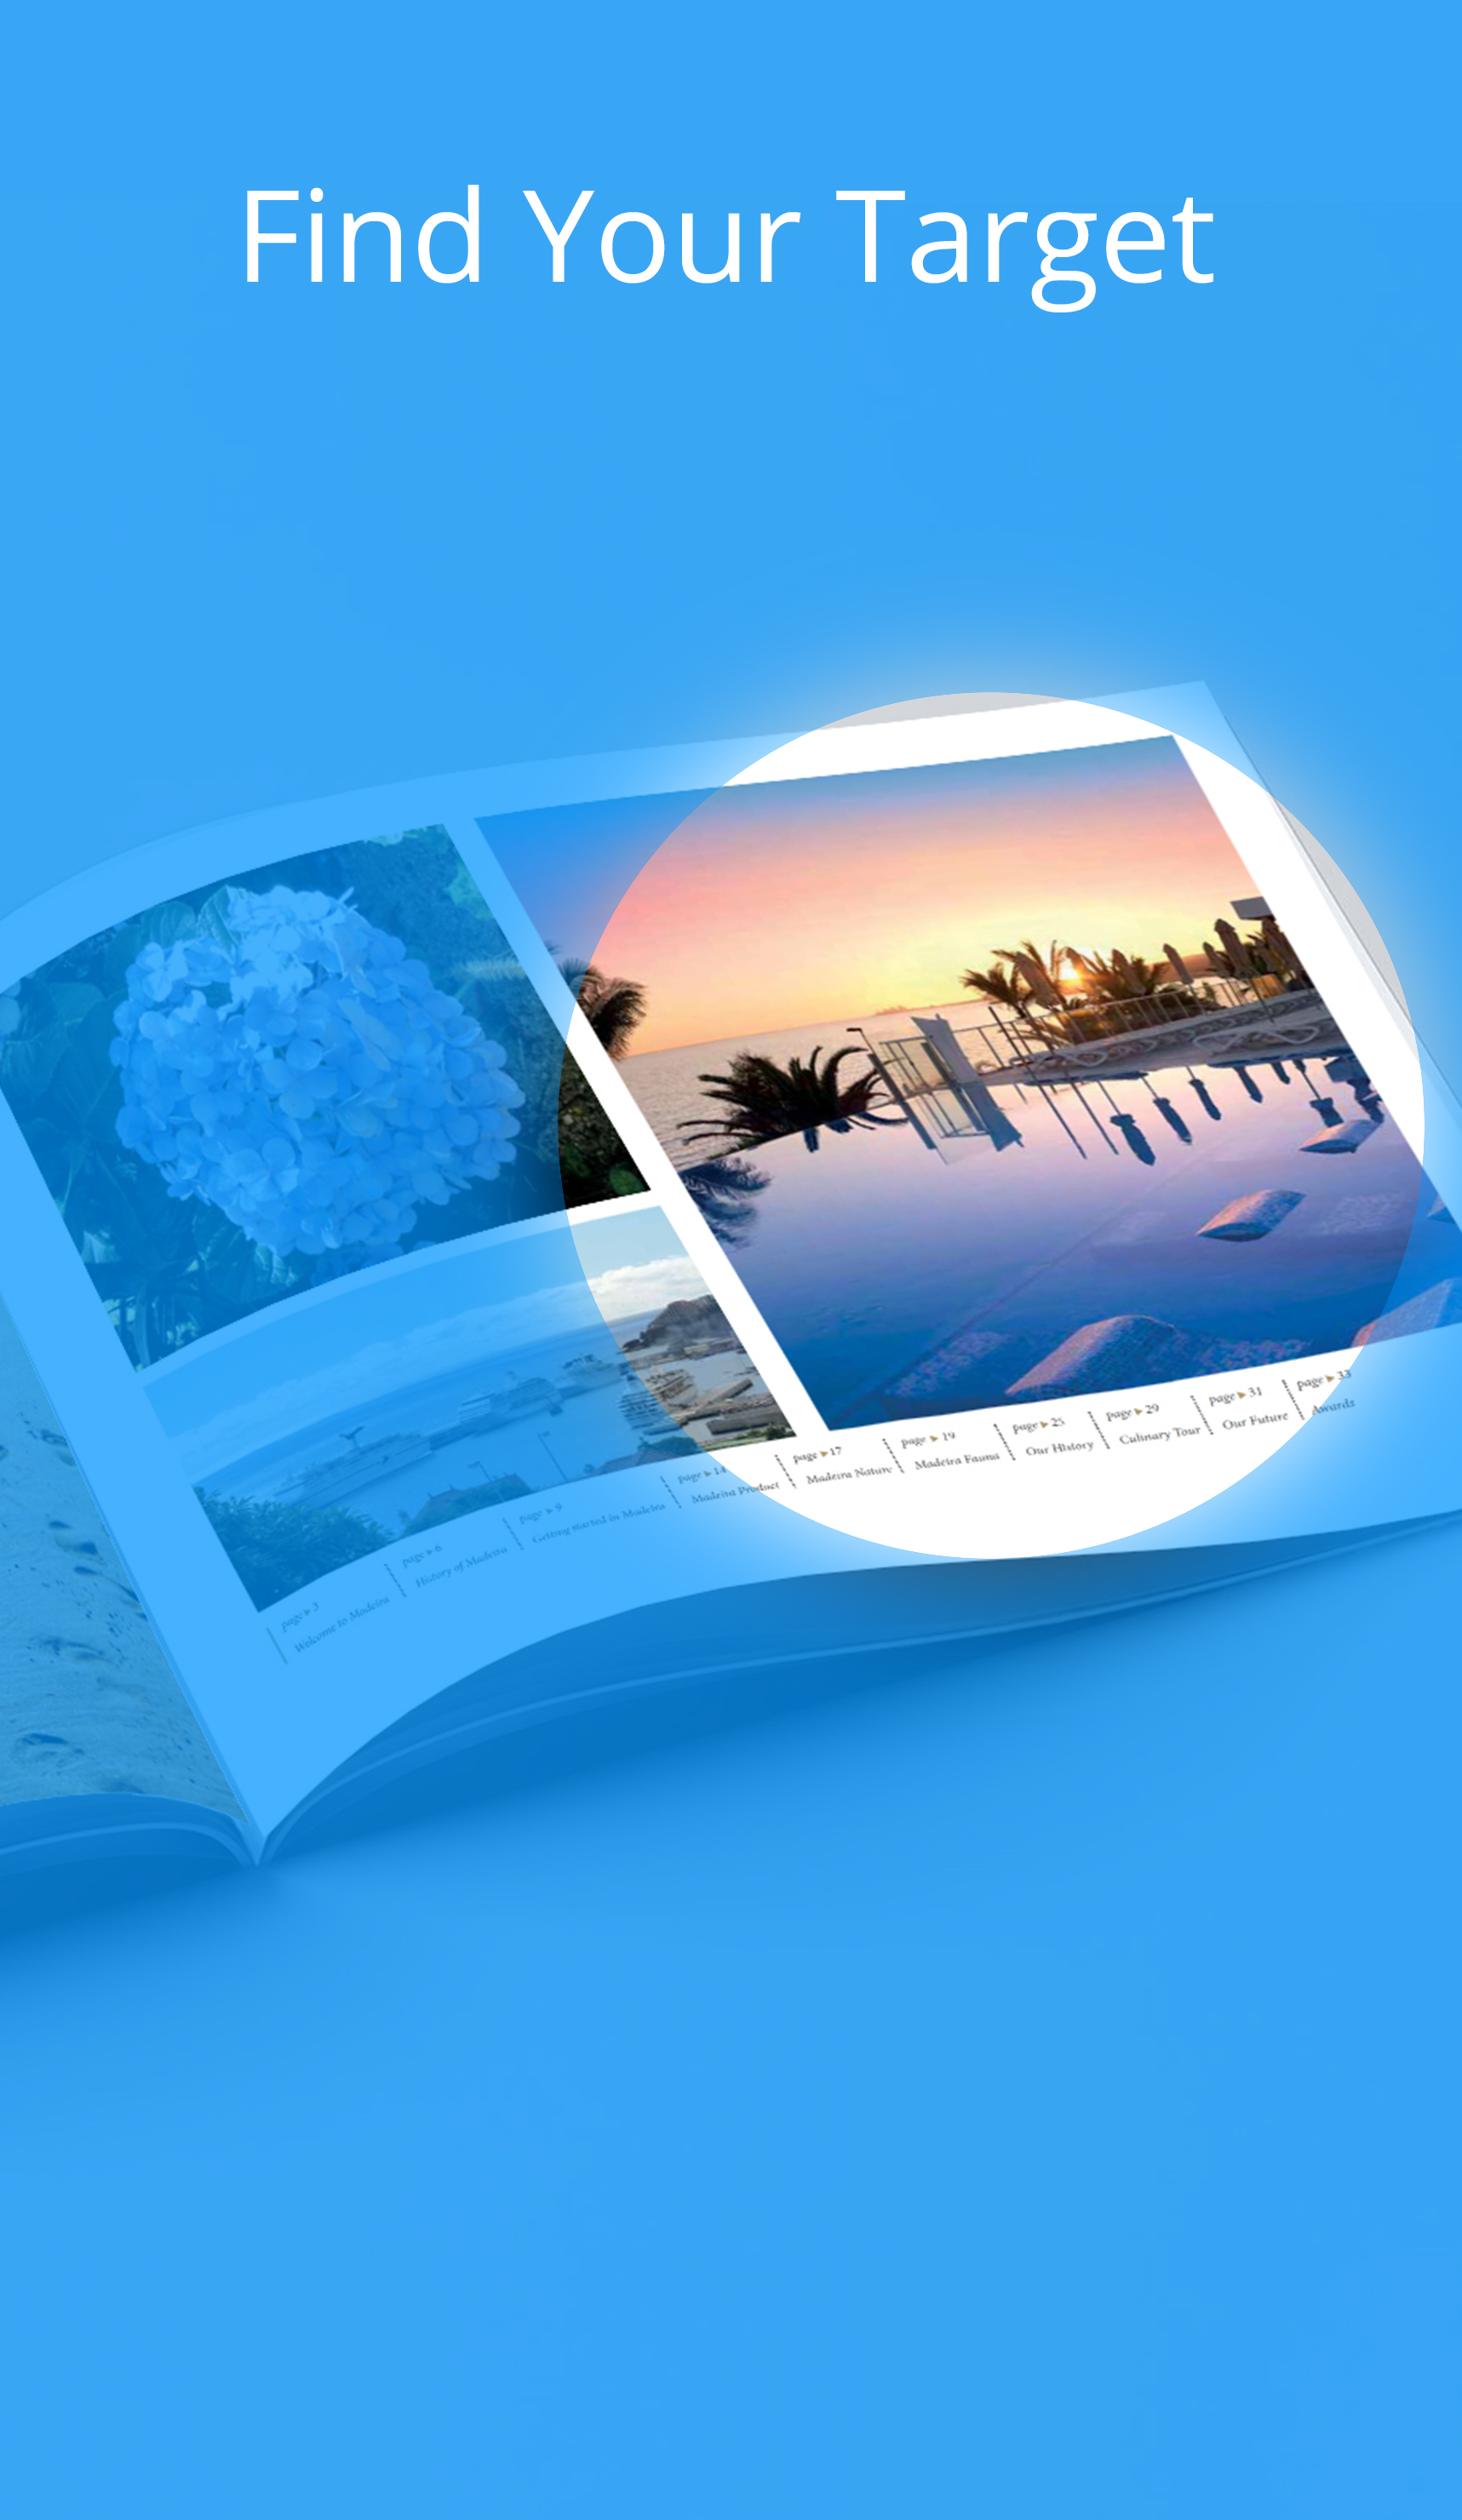 Find Your Target
page ▸ 3
Welcome to Madeira
page ▸ 6
History of Madeira
page ▸ 9
Getting started in Madeira
page ▸ 14
Madeira Product
page ▸ 17
Madeira Nature
page ▸ 19
Madeira Fauna
page ▸ 25
Our History
page ▸ 29
Culinary Tour
page ▸ 31
Our Future
page ▸ 33
Awards